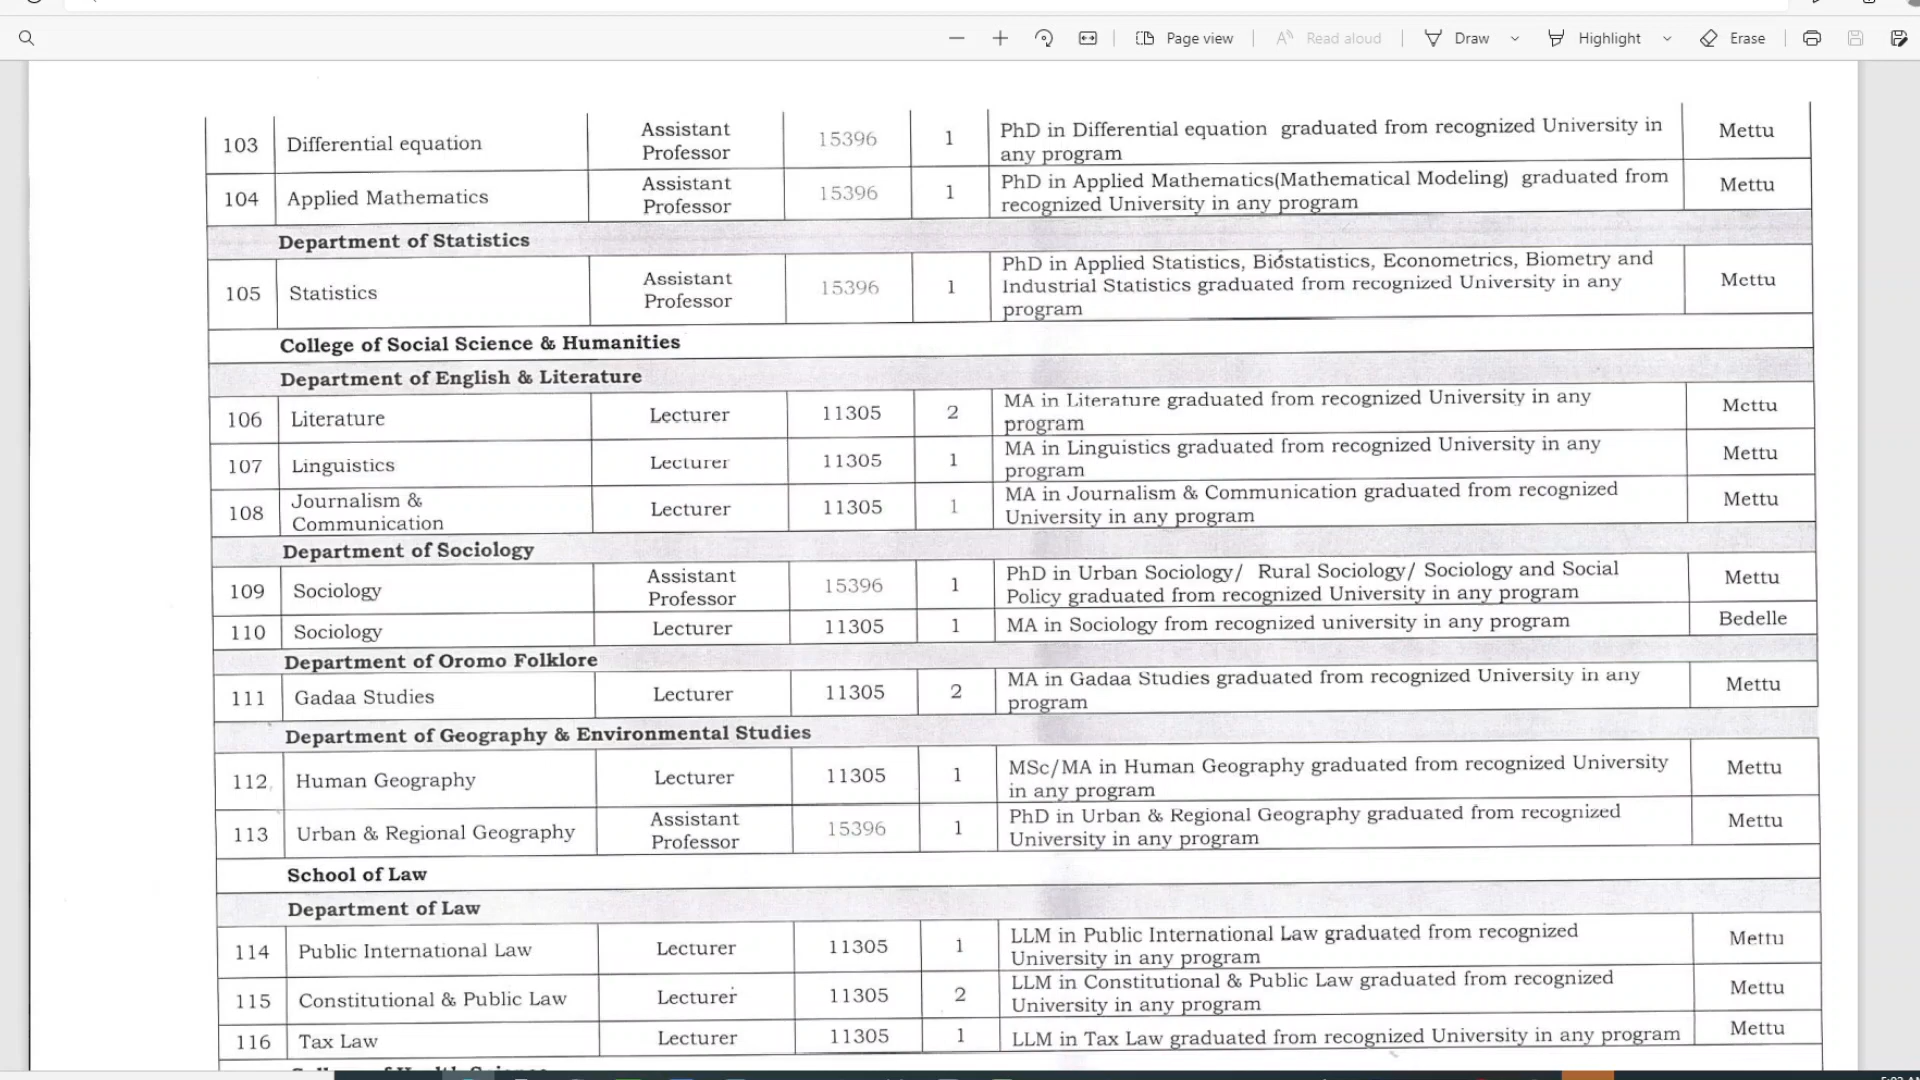 Page view
Read aloud
Draw
Highlight
Erase
103 Differential equation Assistant Professor 15396 1 PhD in Differential equation graduated from recognized University in any program Mettu
104 Applied Mathematics Assistant Professor 15396 1 PhD in Applied Mathematics(Mathematical Modeling) graduated from recognized University in any program Mettu
Department of Statistics
105 Statistics Assistant Professor 15396 1 PhD in Applied Statistics, Biostatistics, Econometrics, Biometry and Industrial Statistics graduated from recognized University in any program Mettu
College of Social Science & Humanities
Department of English & Literature
106 Literature Lecturer 11305 2 MA in Literature graduated from recognized University in any program Mettu
107 Linguistics Lecturer 11305 1 MA in Linguistics graduated from recognized University in any program Mettu
108 Journalism & Communication Lecturer 11305 1 MA in Journalism & Communication graduated from recognized University in any program Mettu
Department of Sociology
109 Sociology Assistant Professor 15396 1 PhD in Urban Sociology/ Rural Sociology/ Sociology and Social Policy graduated from recognized University in any program Mettu
110 Sociology Lecturer 11305 1 MA in Sociology from recognized university in any program Bedelle
Department of Oromo Folklore
111 Gadaa Studies Lecturer 11305 2 MA in Gadaa Studies graduated from recognized University in any program Mettu
Department of Geography & Environmental Studies
112 Human Geography Lecturer 11305 1 MSc/MA in Human Geography graduated from recognized University in any program Mettu
113 Urban & Regional Geography Assistant Professor 15396 1 PhD in Urban & Regional Geography graduated from recognized University in any program Mettu
School of Law
Department of Law
114 Public International Law Lecturer 11305 1 LLM in Public International Law graduated from recognized University in any program Mettu
115 Constitutional & Public Law Lecturer 11305 2 LLM in Constitutional & Public Law graduated from recognized University in any program Mettu
116 Tax Law Lecturer 11305 1 LLM in Tax Law graduated from recognized University in any program Mettu